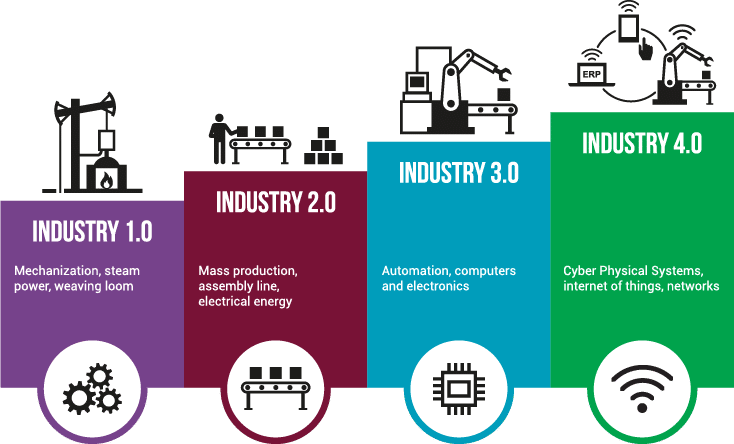 ERP
INDUSTRY 1.0
Mechanization, steam
power, weaving loom
INDUSTRY 2.0
Mass production,
assembly line,
electrical energy
INDUSTRY 3.0
Automation, computers
and electronics
INDUSTRY 4.0
Cyber Physical Systems,
internet of things, networks